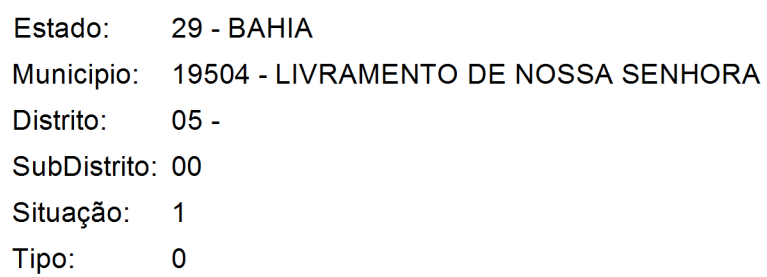 Estado: 29 - BAHIA
Municipio: 19504 - LIVRAMENTO DE NOSSA SENHORA
Distrito: 05 -
SubDistrito: 00
Situação: 1
Tipo: 0